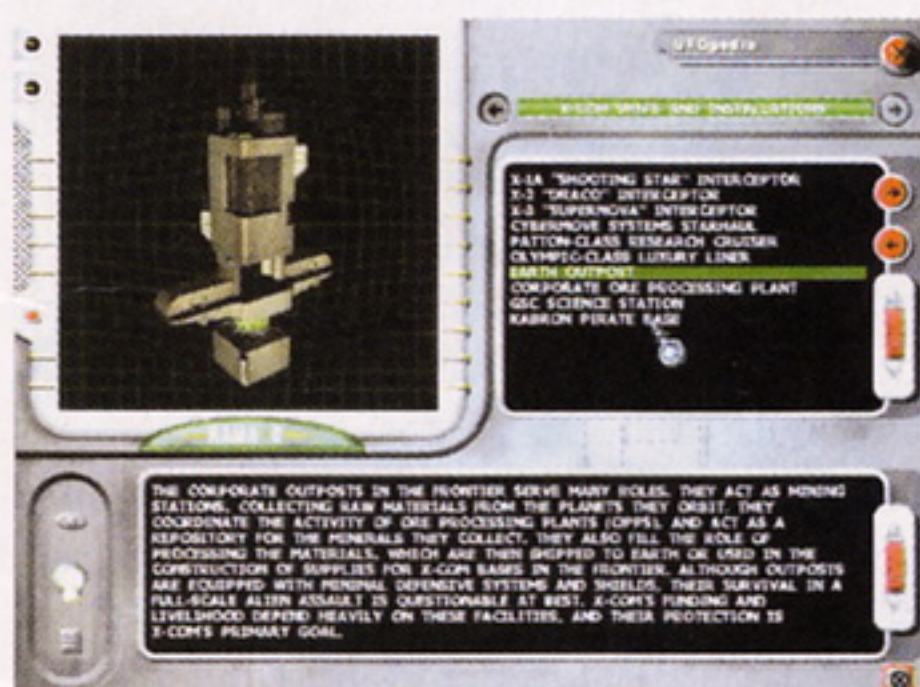 UFOpedia
X-COM SHIPS AND INSTALLATIONS
X-1A "SHOOTING STAR" INTERCEPTOR
X-2 "DRACO" INTERCEPTOR
X-3 "SUPERNOVA" INTERCEPTOR
CYBERMOVE SYSTEMS STARHAUL
PATTON-CLASS RESEARCH CRUISER
OLYMPIC-CLASS LUXURY LINER
EARTH OUTPOST
CORPORATE ORE PROCESSING PLANT
GSC SCIENCE STATION
KABRON PIRATE BASE
THE CORPORATE OUTPOSTS IN THE FRONTIER SERVE MANY ROLES. THEY ACT AS MINING
STATIONS, COLLECTING RAW MATERIALS FROM THE PLANETS THEY ORBIT. THEY
COORDINATE THE ACTIVITY OF ORE PROCESSING PLANTS (OPPS), AND ACT AS A
REPOSITORY FOR THE MINERALS THEY COLLECT. THEY ALSO FILL THE ROLE OF
PROCESSING THE MATERIALS, WHICH ARE THEN SHIPPED TO EARTH OR USED IN THE
CONSTRUCTION OF SUPPLIES FOR X-COM BASES IN THE FRONTIER. ALTHOUGH OUTPOSTS
ARE EQUIPPED WITH MINIMAL DEFENSIVE SYSTEMS AND SHIELDS, THEIR SURVIVAL IN A
FULL-SCALE ALIEN ASSAULT IS QUESTIONABLE AT BEST. X-COM'S FUNDING AND
LIVELIHOOD DEPEND HEAVILY ON THESE FACILITIES, AND THEIR PROTECTION IS
X-COM'S PRIMARY GOAL.